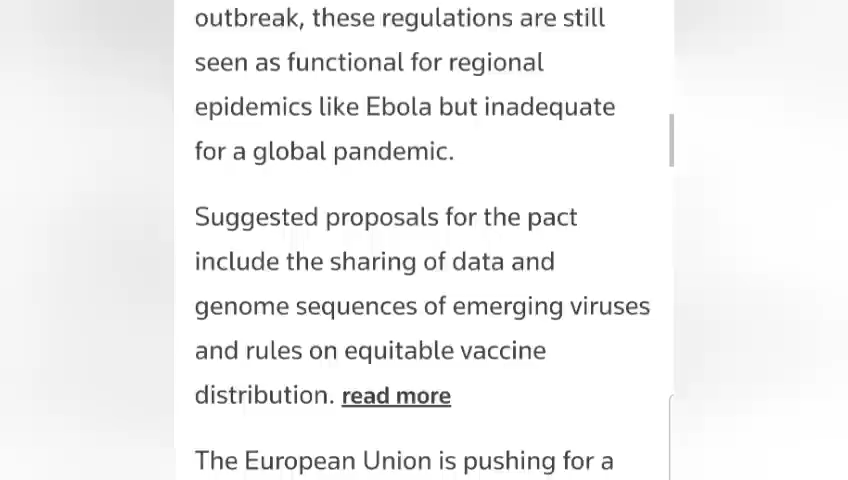 outbreak, these regulations are still
seen as functional for regional
epidemics like Ebola but inadequate
for a global pandemic.
Suggested proposals for the pact
include the sharing of data and
genome sequences of emerging viruses
and rules on equitable vaccine
distribution. read more
The European Union is pushing for a